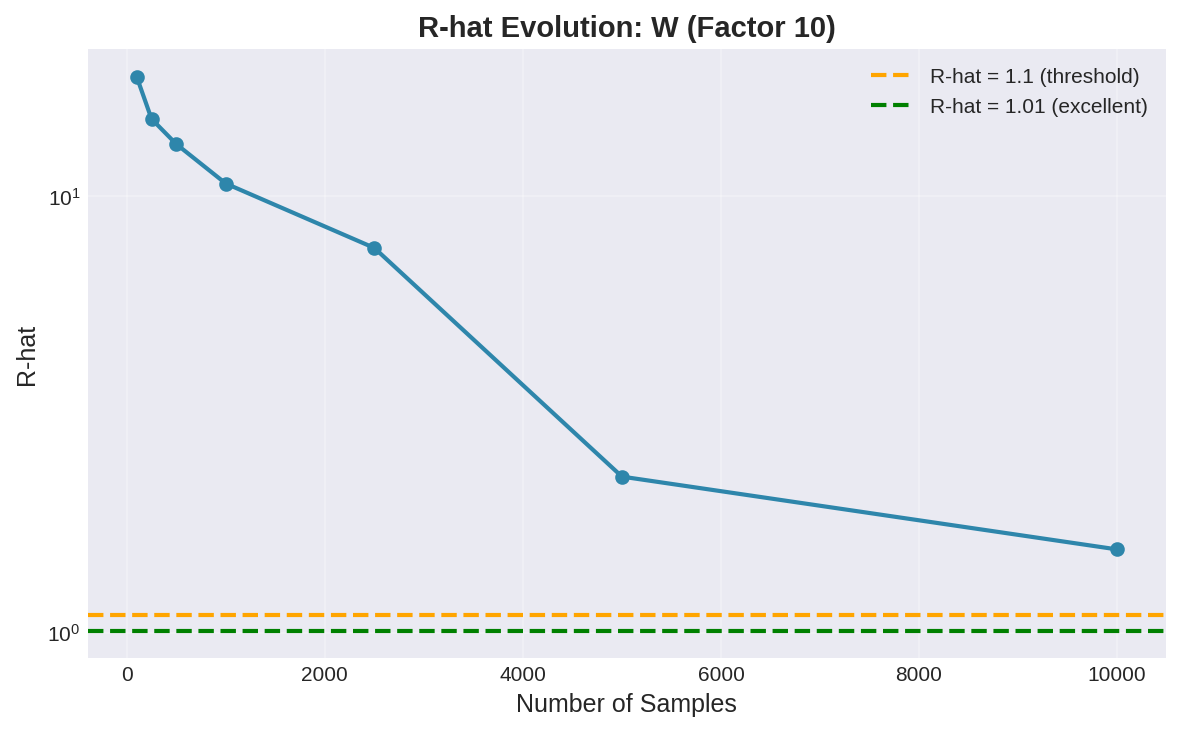 R-hat Evolution: W (Factor 10)
R-hat = 1.1 (threshold)
R-hat = 1.01 (excellent)
10¹
10⁰
R-hat
0 2000 4000 6000 8000 10000
Number of Samples